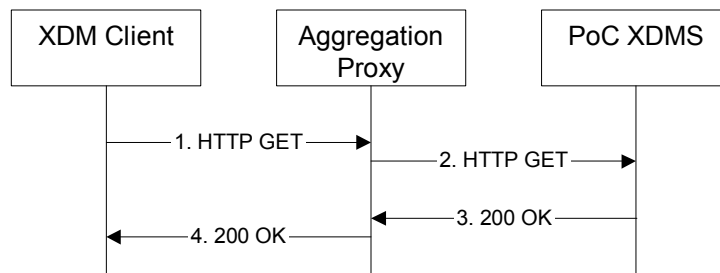 XDM Client
Aggregation
Proxy
PoC XDMS
1. HTTP GET
2. HTTP GET
3. 200 OK
4. 200 OK